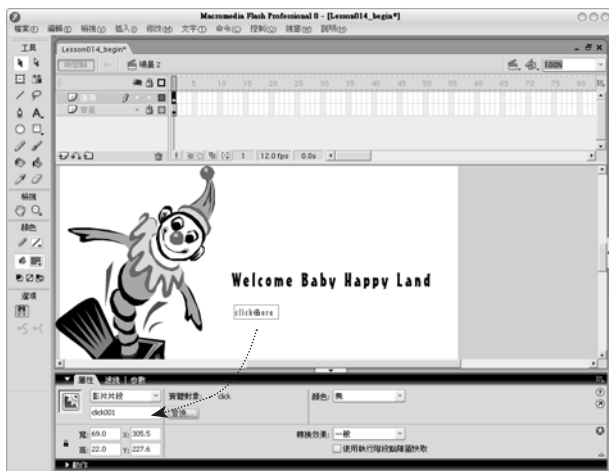 Macromedia Flash Professional 8 - [Lesson014_begin*]
檔案(F) 編輯(E) 檢視(V) 插入(I) 修改(M) 文字(T) 命令(C) 控制(O) 視窗(W) 說明(H)
工具
Lesson014_begin*
時間軸 場景 2 100%
5 10 15 20 25 30 35 40 45 50 55 60 65 70 75 80
背景
1 12.0 fps 0.0s
檢視
顏色
選項
Welcome Baby Happy Land
click here
屬性 濾鏡 參數
影片片段 實體對象: click 顏色: 無
click001 替換...
寬: 69.0 X: 305.5 轉換效果: 一般
高: 22.0 Y: 227.6 使用執行階段點陣圖快取
動作